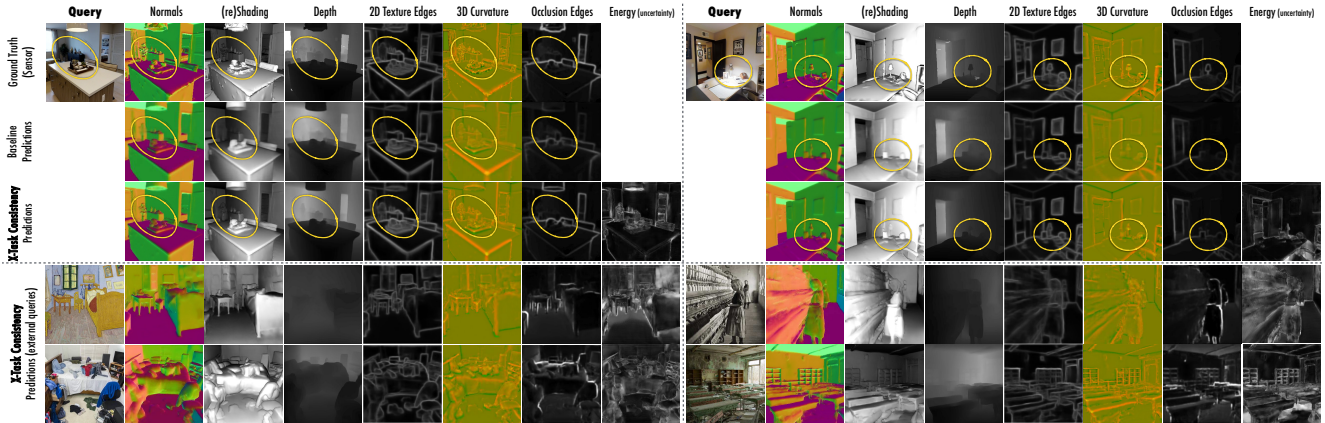 Query Normals (re)Shading Depth 2D Texture Edges 3D Curvature Occlusion Edges Energy (uncertainty)
Query Normals (re)Shading Depth 2D Texture Edges 3D Curvature Occlusion Edges Energy (uncertainty)
Ground Truth
(Sensor)
Baseline
Predictions
X-Task Consistency
Predictions
X-Task Consistency
Predictions (external queries)